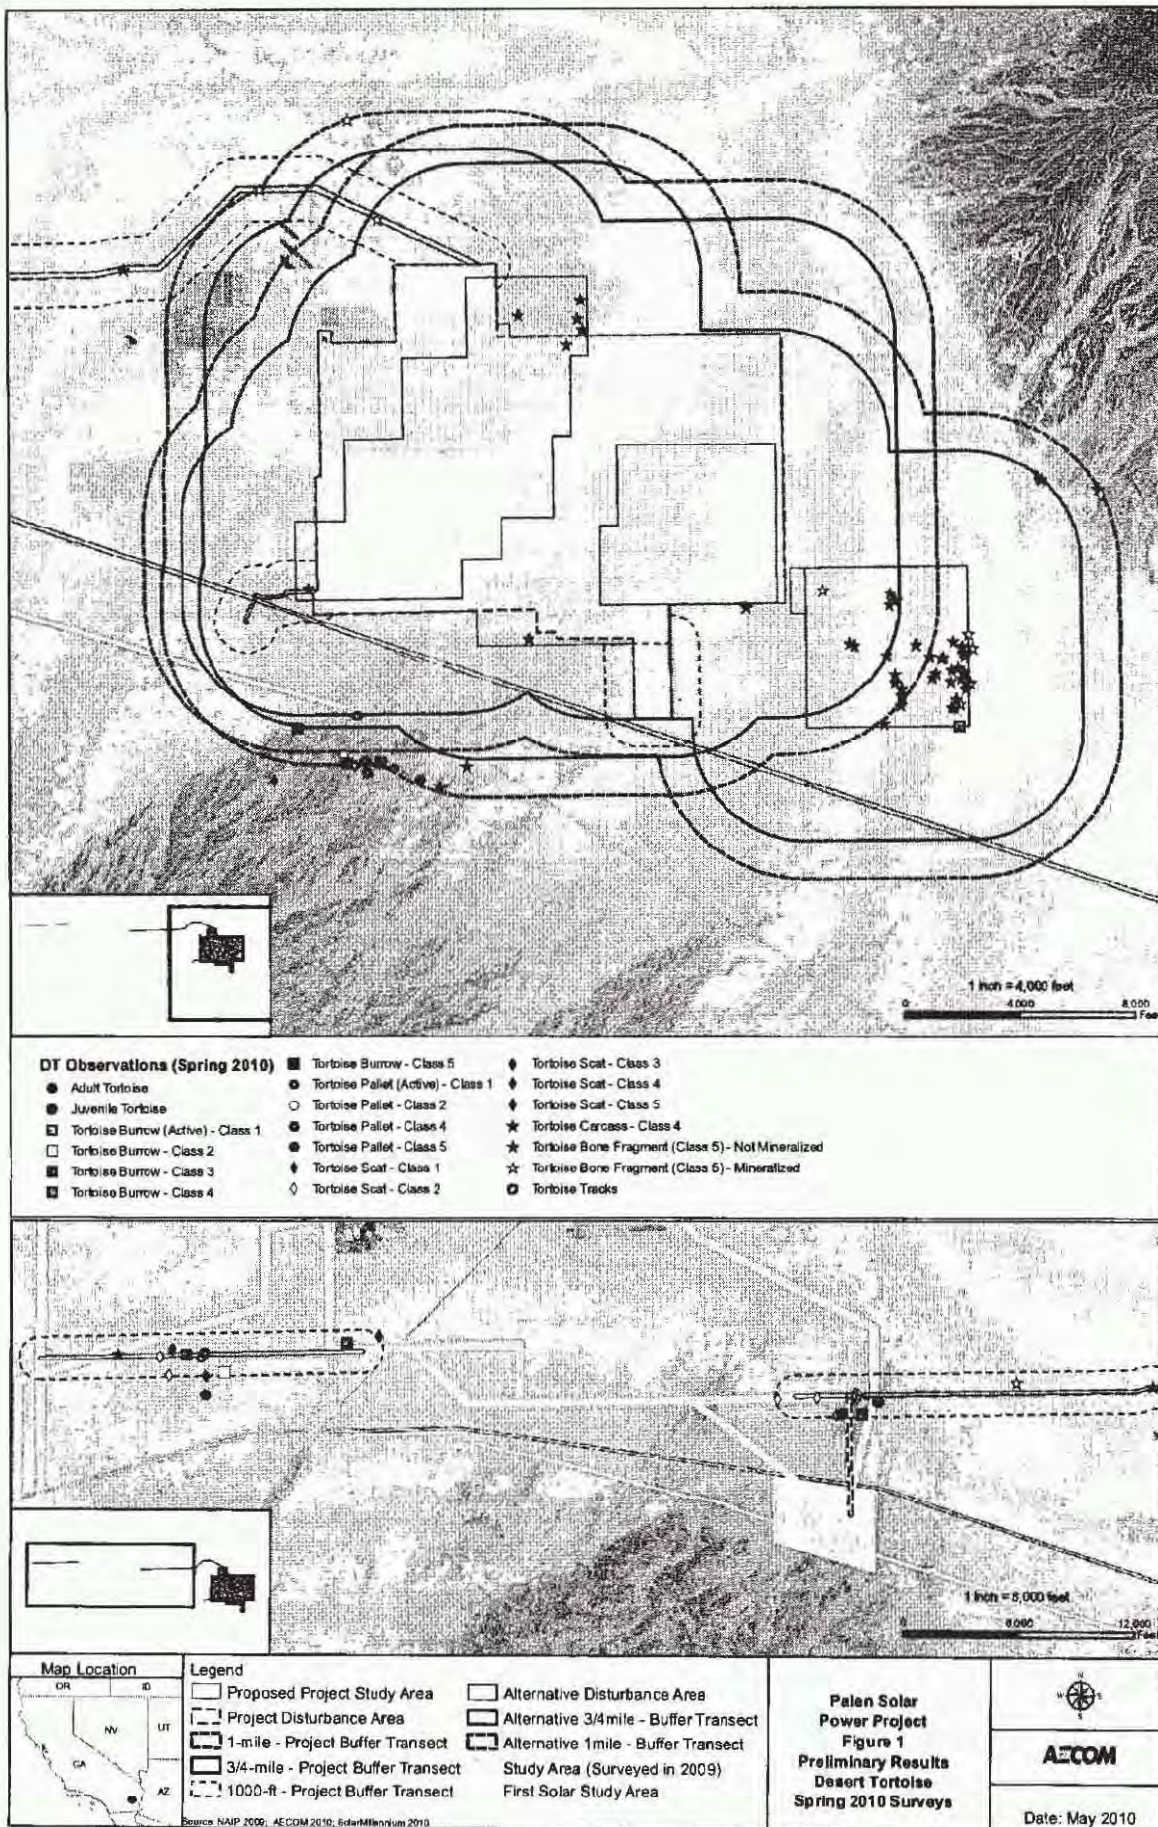 1 inch = 4,000 feet
0 4,000 8,000
Feet
DT Observations (Spring 2010)
Adult Tortoise
Juvenile Tortoise
Tortoise Burrow (Active) - Class 1
Tortoise Burrow - Class 2
Tortoise Burrow - Class 3
Tortoise Burrow - Class 4
Tortoise Burrow - Class 5
Tortoise Pallet (Active) - Class 1
Tortoise Pallet - Class 2
Tortoise Pallet - Class 4
Tortoise Pallet - Class 5
Tortoise Scat - Class 1
Tortoise Scat - Class 2
Tortoise Scat - Class 3
Tortoise Scat - Class 4
Tortoise Scat - Class 5
Tortoise Carcass - Class 4
Tortoise Bone Fragment (Class 5) - Not Mineralized
Tortoise Bone Fragment (Class 5) - Mineralized
Tortoise Tracks
1 inch = 6,000 feet
0 6,000 12,000
Feet
Map Location
OR ID
NV UT
CA
AZ
Legend
Proposed Project Study Area
Project Disturbance Area
1-mile - Project Buffer Transect
3/4-mile - Project Buffer Transect
1000-ft - Project Buffer Transect
Alternative Disturbance Area
Alternative 3/4mile - Buffer Transect
Alternative 1mile - Buffer Transect
Study Area (Surveyed in 2009)
First Solar Study Area
Source: NAIP 2009; AECOM 2010; SolarMillennium 2010
Palen Solar
Power Project
Figure 1
Preliminary Results
Desert Tortoise
Spring 2010 Surveys
N
E
S
AECOM
Date: May 2010